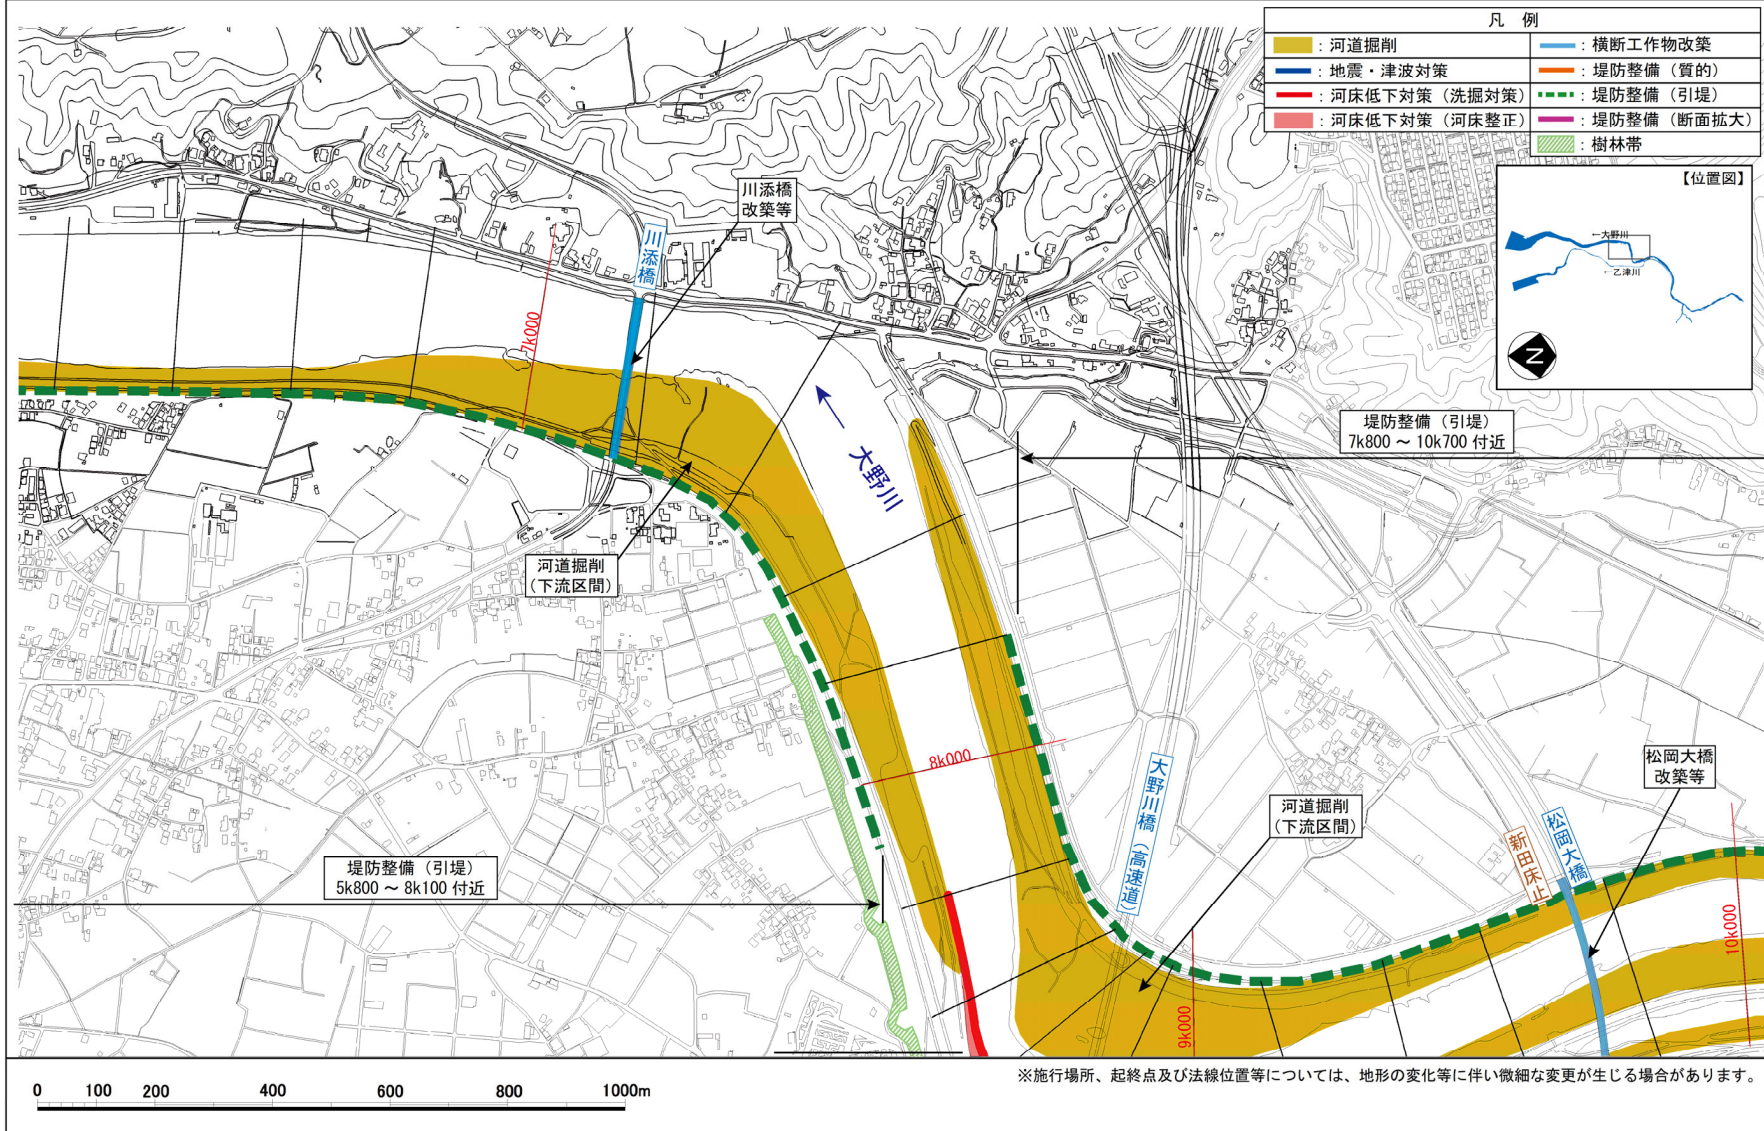 凡　例
：河道掘削
：横断工作物改築
：地震・津波対策
：堤防整備（質的）
：河床低下対策（洗掘対策）
：堤防整備（引堤）
：河床低下対策（河床整正）
：堤防整備（断面拡大）
：樹林帯
【位置図】
←大野川
←乙津川
N
川添橋
改築等
川添橋
7k000
大野川
堤防整備（引堤）
7k800 ～ 10k700 付近
河道掘削
（下流区間）
8k000
大野川橋（高速道）
河道掘削
（下流区間）
松岡大橋
改築等
松岡大橋
新田床止
堤防整備（引堤）
5k800 ～ 8k100 付近
9k000
10k000
※施行場所、起終点及び法線位置等については、地形の変化等に伴い微細な変更が生じる場合があります。
0 100 200 400 600 800 1000m